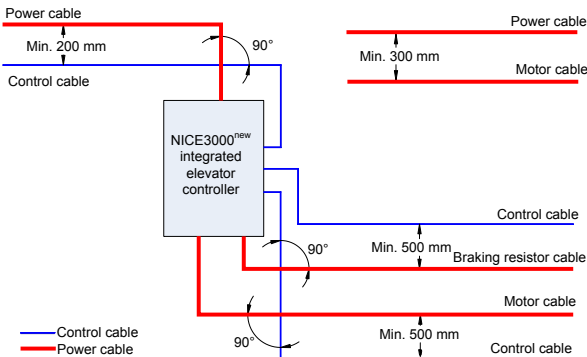 Power cable
Min. 200 mm
Control cable
90°
Power cable
Min. 300 mm
Motor cable
NICE3000new
integrated
elevator
controller
Control cable
Min. 500 mm
90°
Braking resistor cable
Motor cable
Min. 500 mm
90°
Control cable
Control cable
Power cable